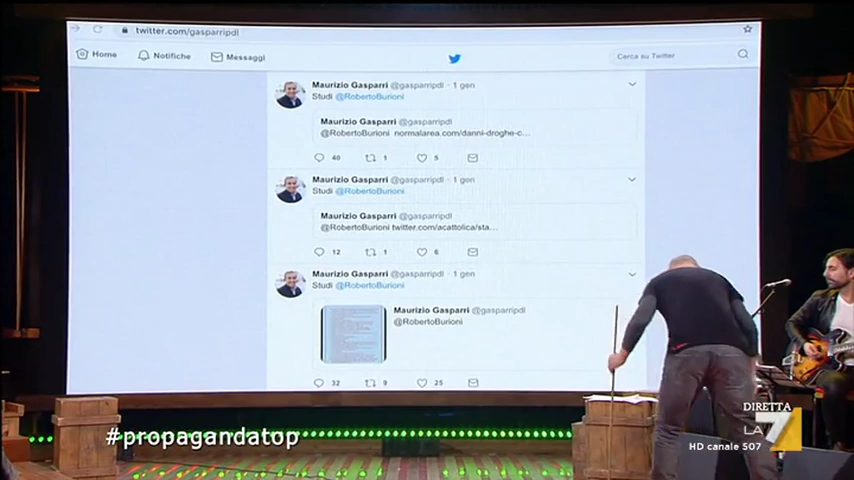 twitter.com/gasparripdl
Home Notifiche Messaggi Cerca su Twitter
Maurizio Gasparri @gasparripdl · 1 gen
Studi @RobertoBurioni
Maurizio Gasparri @gasparripdl
@RobertoBurioni normalarea.com/danni-droghe-c...
40 1 5
Maurizio Gasparri @gasparripdl · 1 gen
Studi @RobertoBurioni
Maurizio Gasparri @gasparripdl
@RobertoBurioni twitter.com/acattolica/sta...
12 1 6
Maurizio Gasparri @gasparripdl · 1 gen
Studi @RobertoBurioni
Maurizio Gasparri @gasparripdl
@RobertoBurioni
32 9 25
#propagandatop
DIRETTA
LA 7
HD canale 507